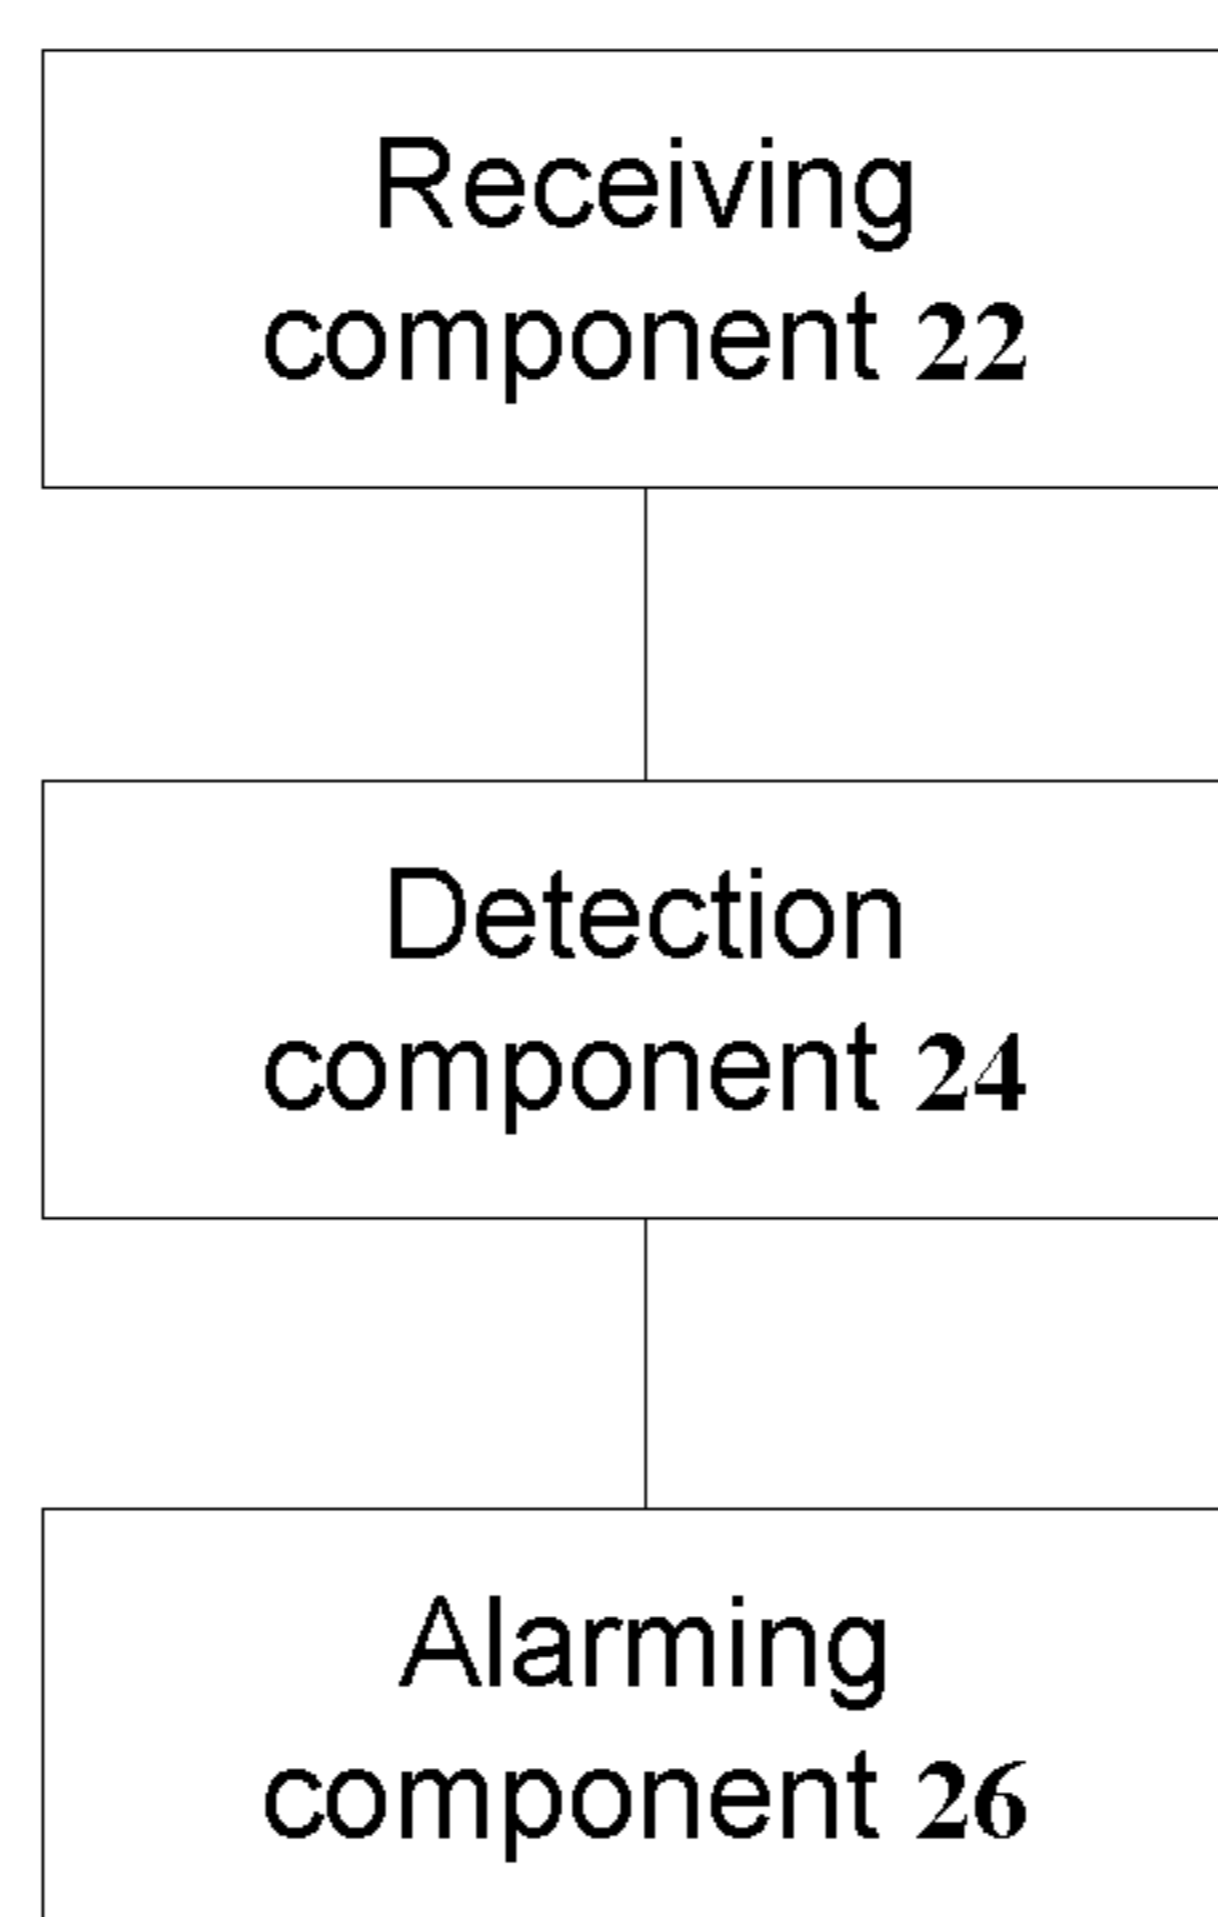 Receiving
component 22
Detection
component 24
Alarming
component 26